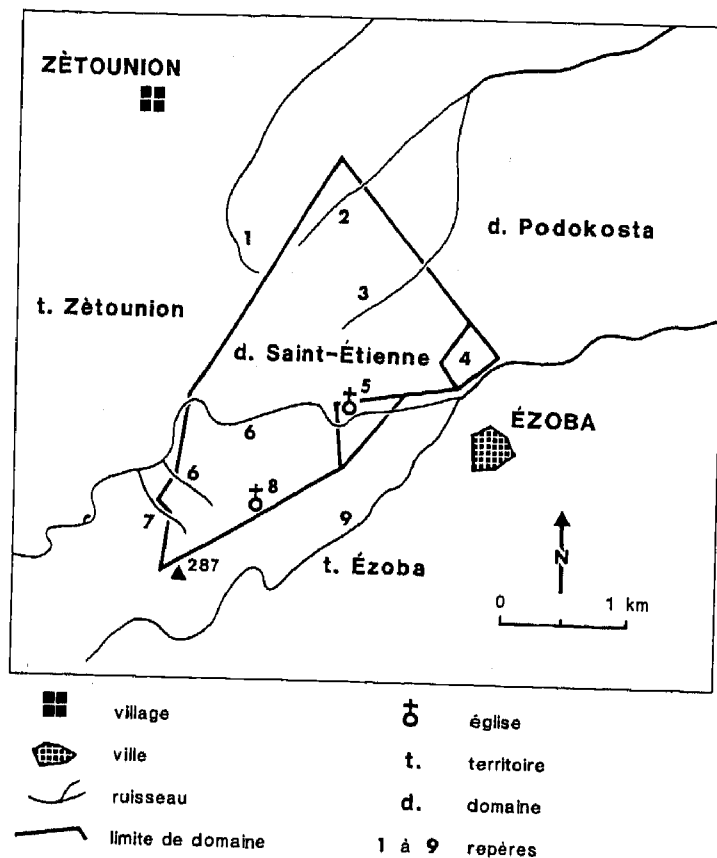 ZÈTOUNION
1
2
d. Podokosta
t. Zètounion
3
d. Saint-Étienne
4
5
6
ÉZOBA
6
7
8
9
287
t. Ézoba
N
0 1 km
village
ville
ruisseau
limite de domaine
église
t. territoire
d. domaine
1 à 9 repères